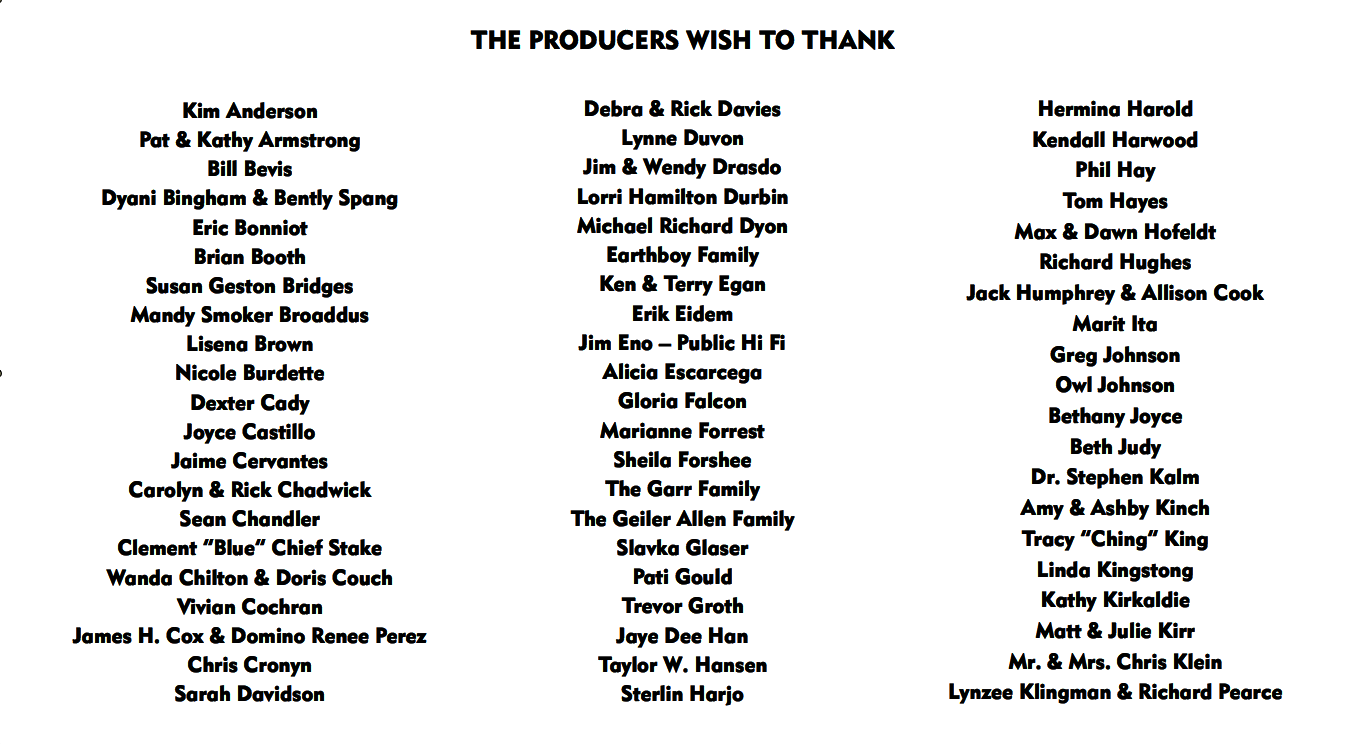 THE PRODUCERS WISH TO THANK
Kim Anderson
Pat & Kathy Armstrong
Bill Bevis
Dyani Bingham & Bently Spang
Eric Bonniot
Brian Booth
Susan Geston Bridges
Mandy Smoker Broaddus
Lisena Brown
Nicole Burdette
Dexter Cady
Joyce Castillo
Jaime Cervantes
Carolyn & Rick Chadwick
Sean Chandler
Clement “Blue” Chief Stake
Wanda Chilton & Doris Couch
Vivian Cochran
James H. Cox & Domino Renee Perez
Chris Cronyn
Sarah Davidson
Debra & Rick Davies
Lynne Duvon
Jim & Wendy Drasdo
Lorri Hamilton Durbin
Michael Richard Dyon
Earthboy Family
Ken & Terry Egan
Erik Eidem
Jim Eno – Public Hi Fi
Alicia Escarcega
Gloria Falcon
Marianne Forrest
Sheila Forshee
The Garr Family
The Geiler Allen Family
Slavka Glaser
Pati Gould
Trevor Groth
Jaye Dee Han
Taylor W. Hansen
Sterlin Harjo
Hermina Harold
Kendall Harwood
Phil Hay
Tom Hayes
Max & Dawn Hofeldt
Richard Hughes
Jack Humphrey & Allison Cook
Marit Ita
Greg Johnson
Owl Johnson
Bethany Joyce
Beth Judy
Dr. Stephen Kalm
Amy & Ashby Kinch
Tracy “Ching” King
Linda Kingstong
Kathy Kirkaldie
Matt & Julie Kirr
Mr. & Mrs. Chris Klein
Lynzee Klingman & Richard Pearce